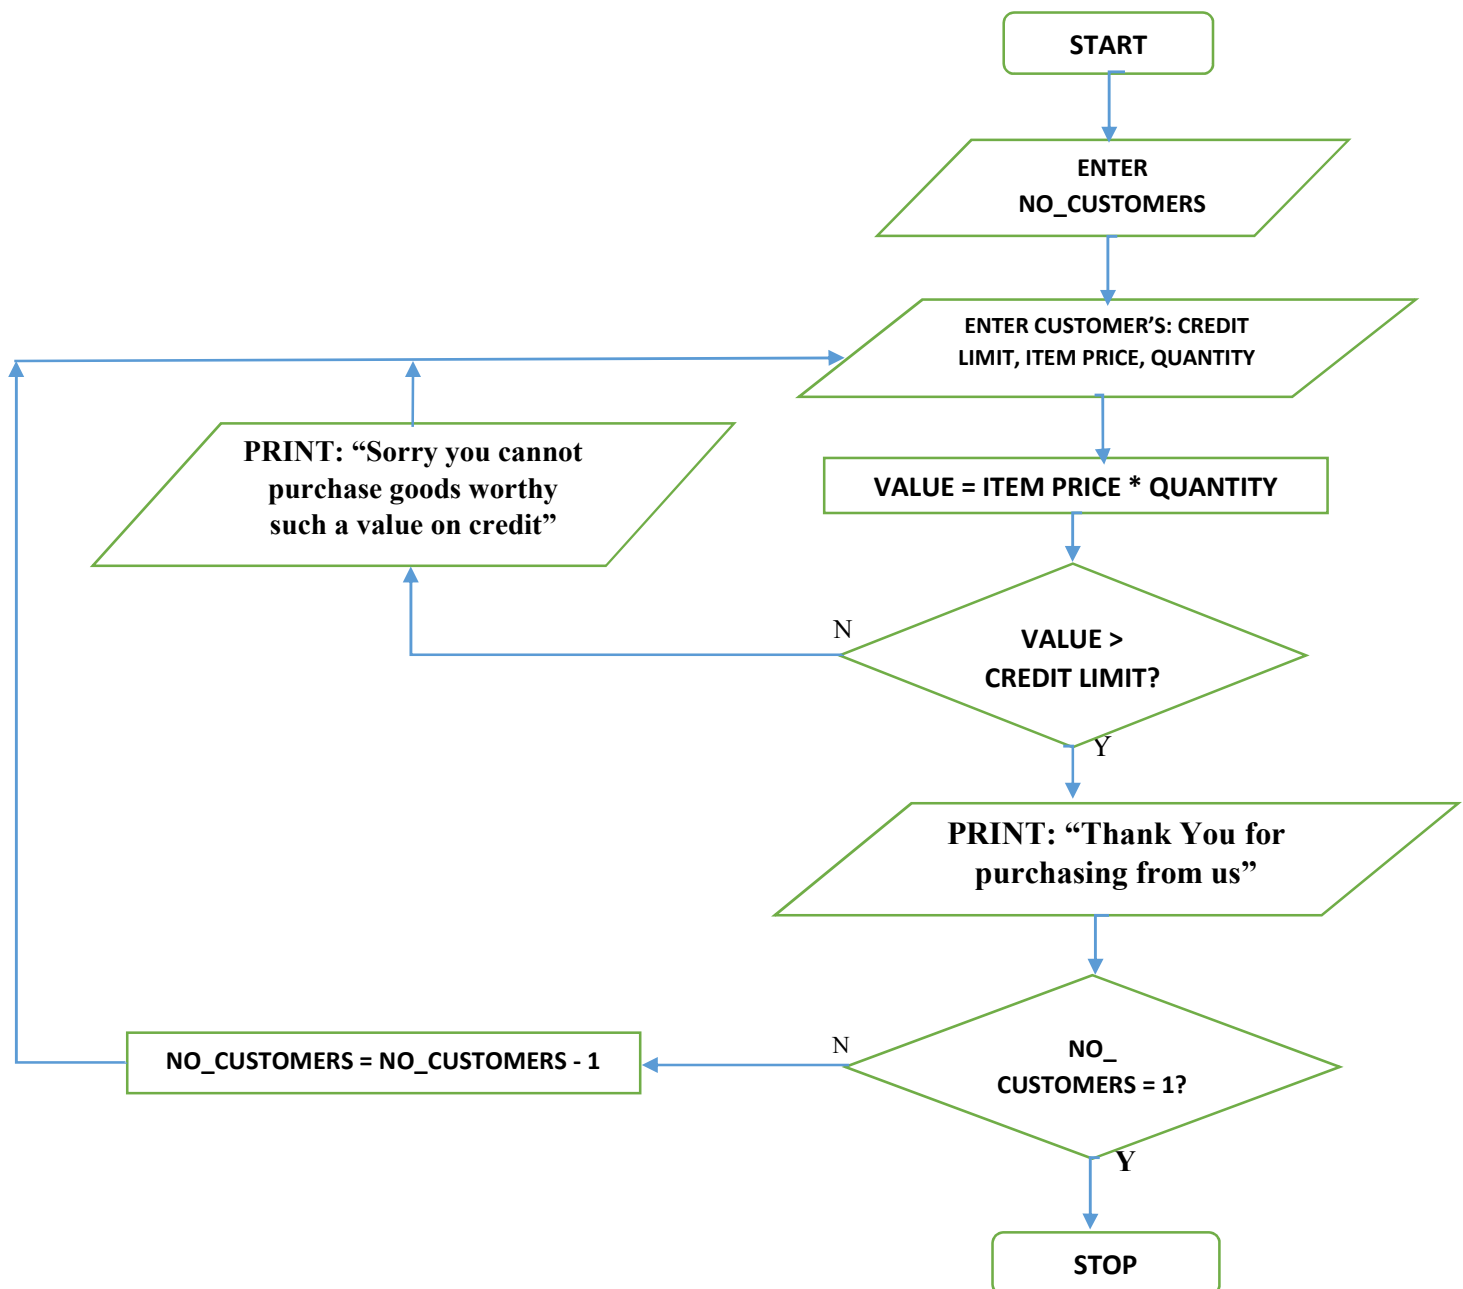 START
ENTER
NO_CUSTOMERS
ENTER CUSTOMER’S: CREDIT
LIMIT, ITEM PRICE, QUANTITY
PRINT: “Sorry you cannot
purchase goods worthy
such a value on credit”
VALUE = ITEM PRICE * QUANTITY
N
VALUE >
CREDIT LIMIT?
Y
PRINT: “Thank You for
purchasing from us”
NO_CUSTOMERS = NO_CUSTOMERS - 1
N
NO_
CUSTOMERS = 1?
Y
STOP